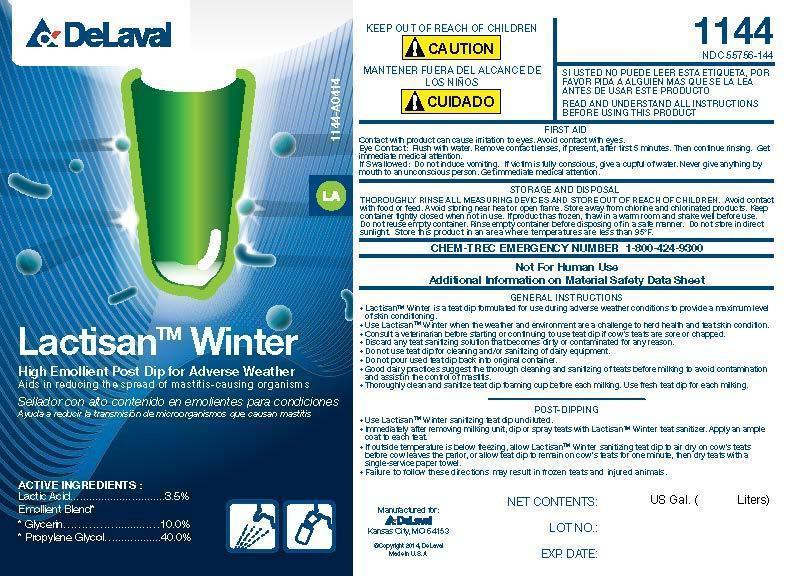 DeLaval
1144-A0414
LA
Lactisan™ Winter
High Emollient Post Dip for Adverse Weather
Aids in reducing the spread of mastitis-causing organisms
Sellador con alto contenido en emolientes para condiciones
Ayuda a reducir la transmisión de microorganismos que causan mastitis
ACTIVE INGREDIENTS :
Lactic Acid..............................3.5%
Emollient Blend*
* Glycerin..............................10.0%
* Propylene Glycol..................40.0%
KEEP OUT OF REACH OF CHILDREN
CAUTION
MANTENER FUERA DEL ALCANCE DE
LOS NIÑOS
CUIDADO
1144
NDC 55756-144
SI USTED NO PUEDE LEER ESTA ETIQUETA, POR
FAVOR PIDA A ALGUIEN MAS QUE SE LA LEA
ANTES DE USAR ESTE PRODUCTO
READ AND UNDERSTAND ALL INSTRUCTIONS
BEFORE USING THIS PRODUCT
FIRST AID
Contact with product can cause irritation to eyes. Avoid contact with eyes.
Eye Contact: Flush with water. Remove contact lenses, if present, after first 5 minutes. Then continue rinsing. Get
immediate medical attention.
If Swallowed: Do not induce vomiting. If victim is fully conscious, give a cupful of water. Never give anything by
mouth to an unconscious person. Get immediate medical attention.
STORAGE AND DISPOSAL
THOROUGHLY RINSE ALL MEASURING DEVICES AND STORE OUT OF REACH OF CHILDREN. Avoid contact
with food or feed. Avoid storing near heat or open flame. Store away from chlorine and chlorinated products. Keep
container tightly closed when not in use. If product has frozen, thaw in a warm room and shake well before use.
Do not reuse empty container. Rinse empty container before disposing of in a safe manner. Do not store in direct
sunlight. Store this product in an area where temperatures are less than 95°F.
CHEM-TREC EMERGENCY NUMBER 1-800-424-9300
Not For Human Use
Additional Information on Material Safety Data Sheet
GENERAL INSTRUCTIONS
• Lactisan™ Winter is a teat dip formulated for use during adverse weather conditions to provide a maximum level
of skin conditioning.
• Use Lactisan™ Winter when the weather and environment are a challenge to herd health and teat skin condition.
• Consult a veterinarian before starting or continuing to use teat dip if cow's teats are sore or chapped.
• Discard any teat sanitizing solution that becomes dirty or contaminated for any reason.
• Do not use teat dip for cleaning and/or sanitizing of dairy equipment.
• Do not pour used teat dip back into original container.
• Good dairy practices suggest the thorough cleaning and sanitizing of teats before milking to avoid contamination
and assist in the control of mastitis.
• Thoroughly clean and sanitize teat dip foaming cup before each milking. Use fresh teat dip for each milking.
POST-DIPPING
• Use Lactisan™ Winter sanitizing teat dip undiluted.
• Immediately after removing milking unit, dip or spray teats with Lactisan™ Winter teat sanitizer. Apply an ample
coat to each teat.
• If outside temperature is below freezing, allow Lactisan™ Winter sanitizing teat dip to air dry on cow's teats
before cow leaves the parlor, or allow teat dip to remain on cow's teats for one minute, then dry teats with a
single-service paper towel.
• Failure to follow these directions may result in frozen teats and injured animals.
Manufactured for:
DeLaval
Kansas City, MO 64153
©Copyright 2014, DeLaval
Made in U.S.A
NET CONTENTS: US Gal. ( Liters)
LOT NO.:
EXP. DATE: